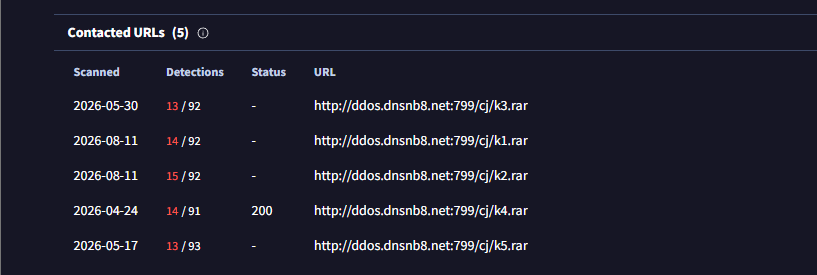 Contacted URLs (5)
Scanned Detections Status URL
2026-05-30 13 / 92 - http://ddos.dnsnb8.net:799/cj/k3.rar
2026-08-11 14 / 92 - http://ddos.dnsnb8.net:799/cj/k1.rar
2026-08-11 15 / 92 - http://ddos.dnsnb8.net:799/cj/k2.rar
2026-04-24 14 / 91 200 http://ddos.dnsnb8.net:799/cj/k4.rar
2026-05-17 13 / 93 - http://ddos.dnsnb8.net:799/cj/k5.rar